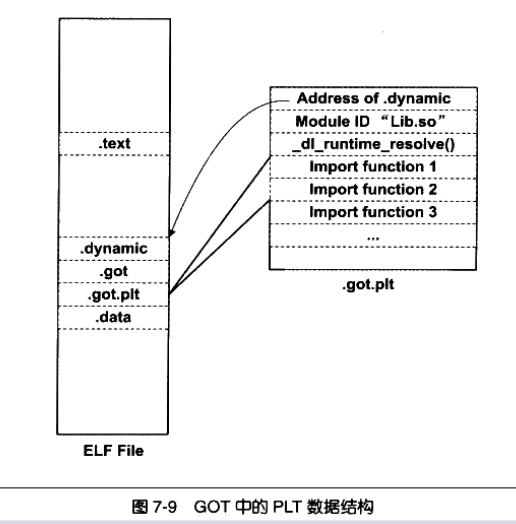 .text
.dynamic
.got
.got.plt
.data
ELF File
Address of .dynamic
Module ID “Lib.so”
_dl_runtime_resolve()
Import function 1
Import function 2
Import function 3
...
.got.plt
图 7-9 GOT 中的 PLT 数据结构